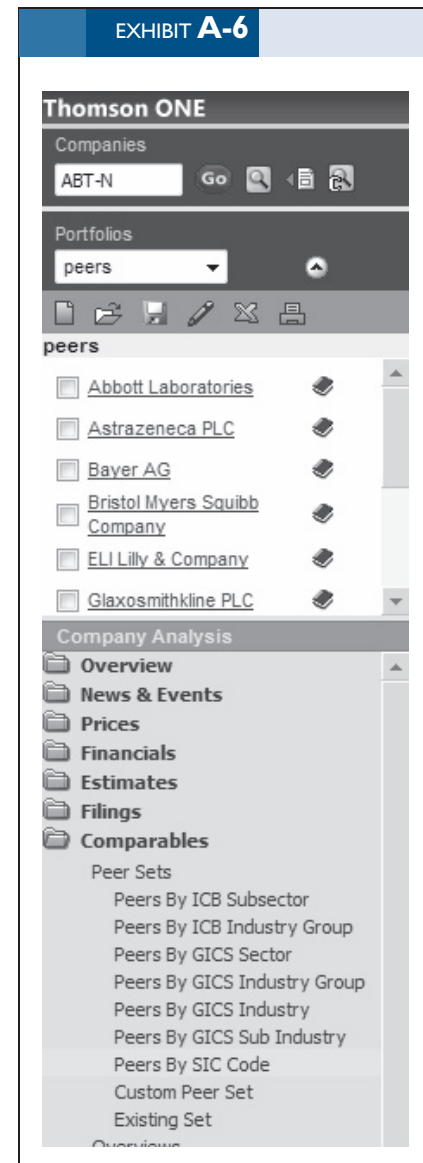 EXHIBIT A-6
Thomson ONE
Companies
ABT-N Go
Portfolios
peers
peers
Abbott Laboratories
Astrazeneca PLC
Bayer AG
Bristol Myers Squibb
Company
ELI Lilly & Company
Glaxosmithkline PLC
Company Analysis
Overview
News & Events
Prices
Financials
Estimates
Filings
Comparables
Peer Sets
Peers By ICB Subsector
Peers By ICB Industry Group
Peers By GICS Sector
Peers By GICS Industry Group
Peers By GICS Industry
Peers By GICS Sub Industry
Peers By SIC Code
Custom Peer Set
Existing Set
Overviews